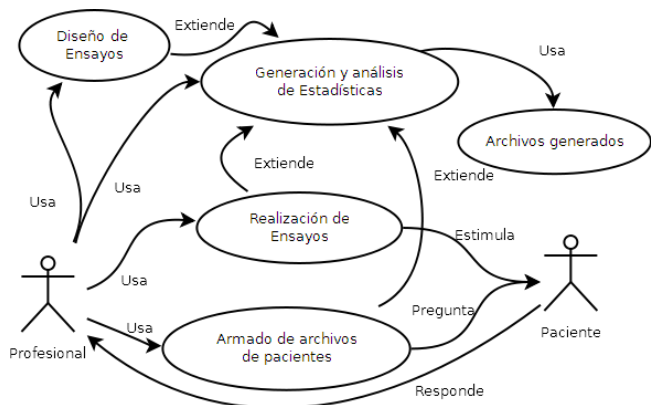 Diseño de
Ensayos
Extiende
Generación y análisis
de Estadísticas
Usa
Archivos generados
Extiende
Extiende
Usa
Usa
Realización de
Ensayos
Estimula
Usa
Pregunta
Usa
Armado de archivos
de pacientes
Profesional
Paciente
Responde